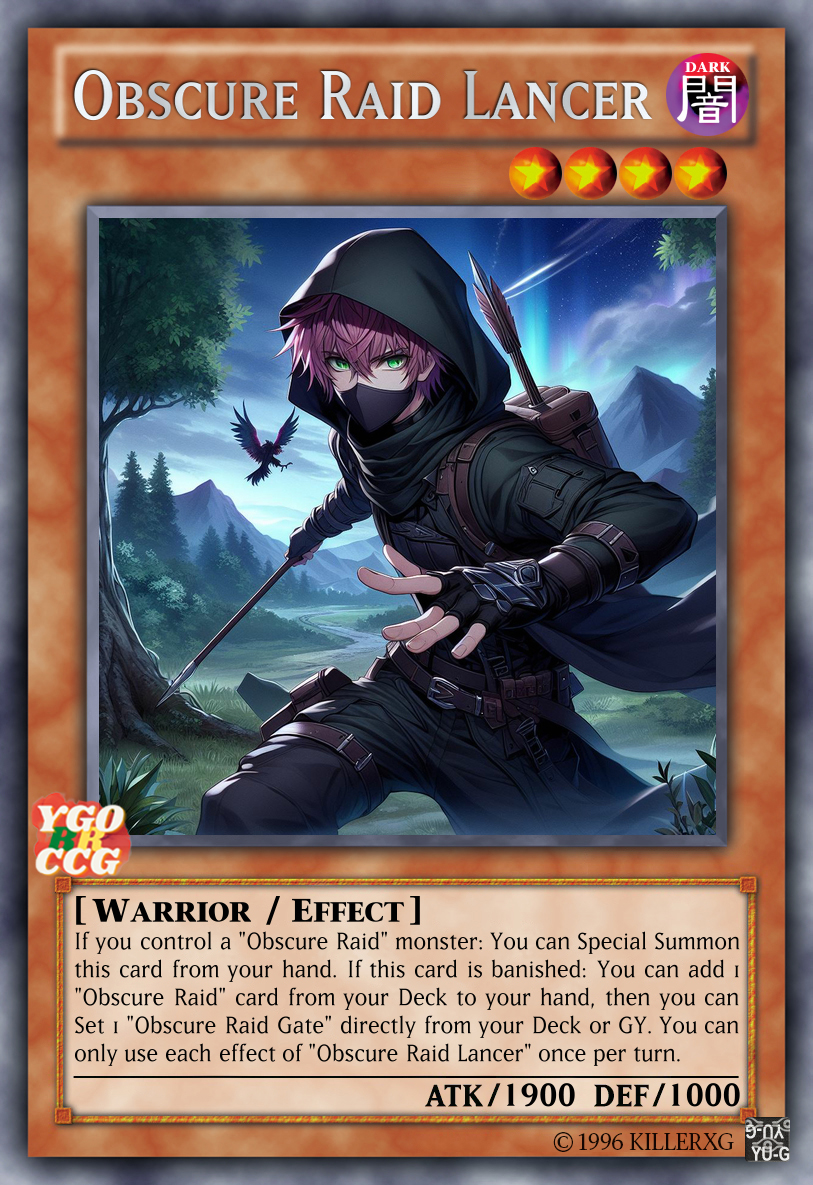 Obscure Raid Lancer
DARK
闇
YGO
RR
CCG
[ Warrior / Effect ]
If you control a "Obscure Raid" monster: You can Special Summon
this card from your hand. If this card is banished: You can add 1
"Obscure Raid" card from your Deck to your hand, then you can
Set 1 "Obscure Raid Gate" directly from your Deck or GY. You can
only use each effect of "Obscure Raid Lancer" once per turn.
ATK/1900 DEF/1000
© 1996 KILLERXG
YU-G
YU-G